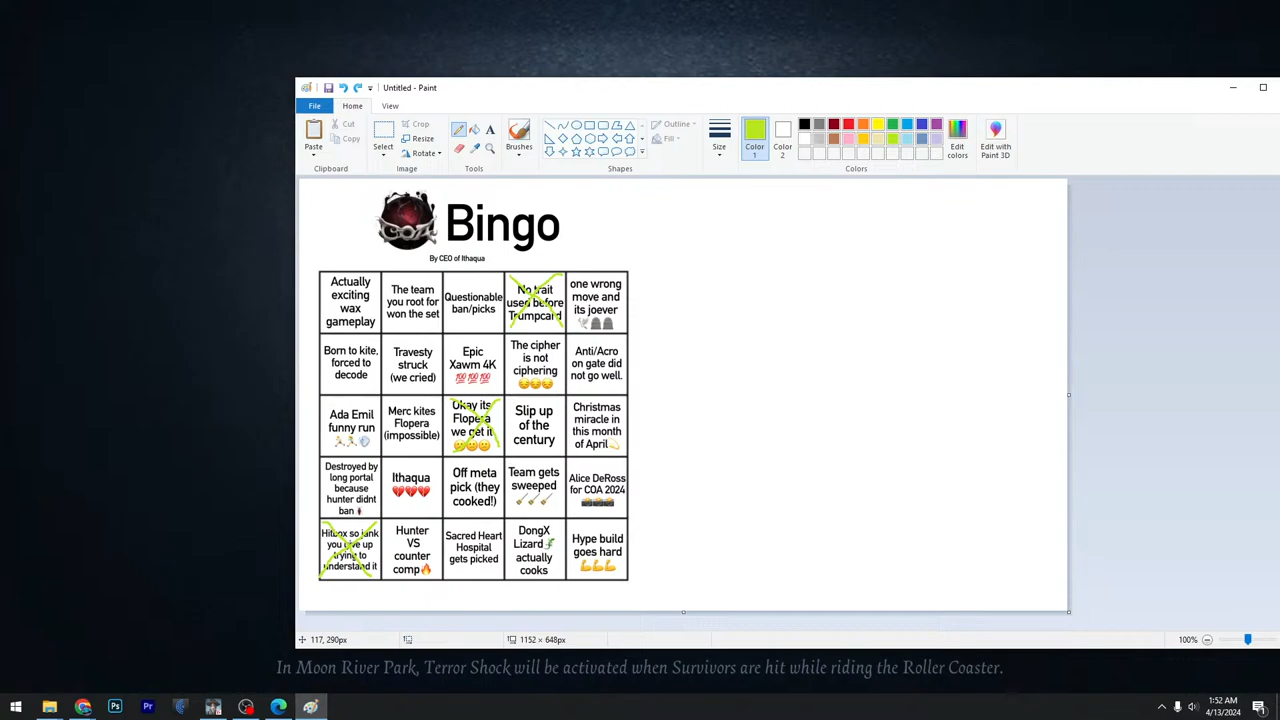 Untitled - Paint
File Home View
Paste
Cut
Copy
Clipboard
Select
Crop
Resize
Rotate
Image
A
Tools
Brushes
Outline
Fill
Shapes
Size
Color
1
Color
2
Edit
colors
Colors
Edit with
Paint 3D
COA Bingo
By CEO of Ithaqua
Actually
exciting
wax
gameplay
The team
you root for
won the set
Questionable
ban/picks
No trait
used before
Trumpcard
one wrong
move and
its joever
🕊️🪦🪦
Born to kite,
forced to
decode
Travesty
struck
(we cried)
Epic
Xawm 4K
💯💯💯
The cipher
is not
ciphering
😔😔😔
Anti/Acro
on gate did
not go well.
Ada Emil
funny run
Merc kites
Flopera
(impossible)
Okay its
Flopera
we get it
Slip up
of the
century
Christmas
miracle in
this month
of April💫
Destroyed by
long portal
because
hunter didnt
ban
Ithaqua
💔💔💔
Off meta
pick (they
cooked!)
Team gets
sweeped
🧹🧹🧹
Alice DeRoss
for COA 2024
📸📸📸
Hitbox so jank
you give up
trying to
understand it
Hunter
VS
counter
comp🔥
Sacred Heart
Hospital
gets picked
DongX
Lizard🦎
actually
cooks
Hype build
goes hard
💪💪💪
117, 290px
1152 × 648px
100%
In Moon River Park, Terror Shock will be activated when Survivors are hit while riding the Roller Coaster.
Ps
Pr
1:52 AM
4/13/2024
1